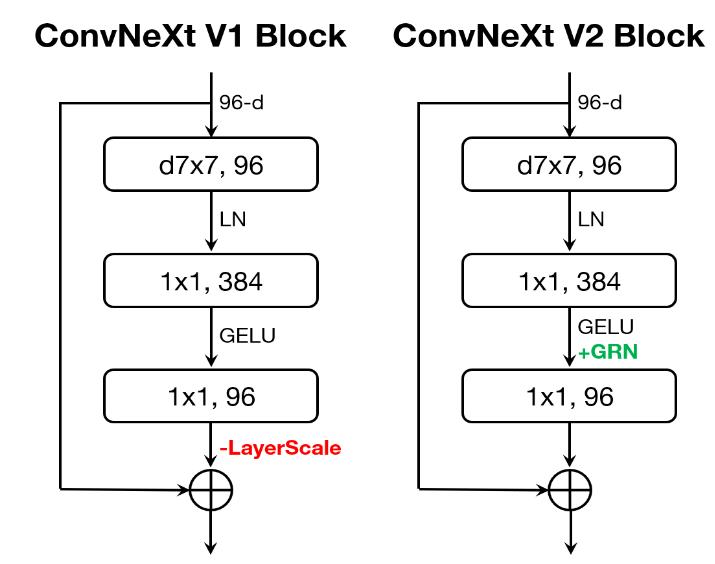 ConvNeXt V1 Block
96-d
d7x7, 96
LN
1x1, 384
GELU
1x1, 96
-LayerScale
ConvNeXt V2 Block
96-d
d7x7, 96
LN
1x1, 384
GELU
+GRN
1x1, 96